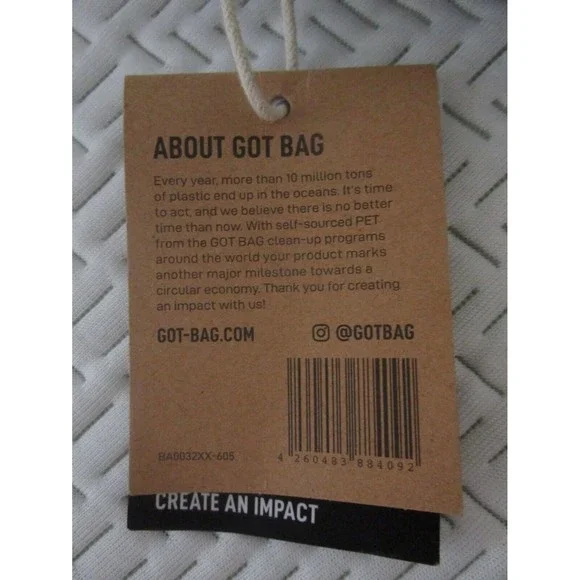 ABOUT GOT BAG
Every year, more than 10 million tons
of plastic end up in the oceans. It's time
to act, and we believe there is no better
time than now. With self-sourced PET
from the GOT BAG clean-up programs
around the world your product marks
another major milestone towards a
circular economy. Thank you for creating
an impact with us!
GOT-BAG.COM @GOTBAG
BA0032XX-605
4 260483 884092
CREATE AN IMPACT